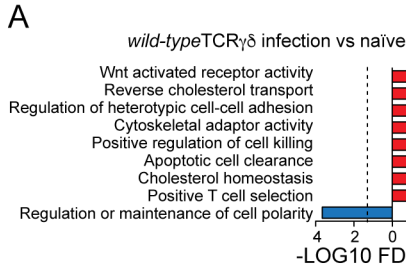 A
wild-typeTCRγδ infection vs naïve
Wnt activated receptor activity
Reverse cholesterol transport
Regulation of heterotypic cell-cell adhesion
Cytoskeletal adaptor activity
Positive regulation of cell killing
Apoptotic cell clearance
Cholesterol homeostasis
Positive T cell selection
Regulation or maintenance of cell polarity
4 2 0
-LOG10 FD